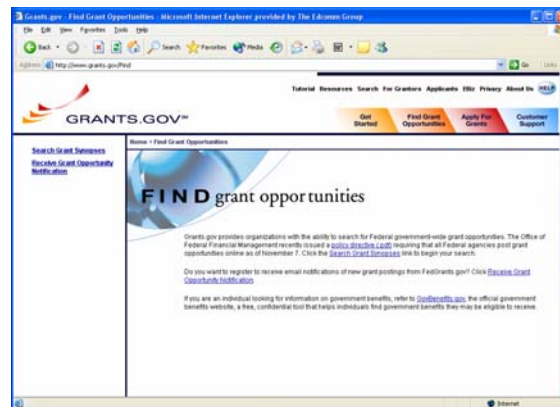 Grants.gov - Find Grant Opportunities - Microsoft Internet Explorer provided by The Edcomm Group
File Edit View Favorites Tools Help
Back Search Favorites Media
Address http://www.grants.gov/Find Go Links
Tutorial Resources Search For Grantors Applicants EBiz Privacy About Us HELP
GRANTS.GOV℠
Get Started
Find Grant Opportunities
Apply For Grants
Customer Support
Home > Find Grant Opportunities
Search Grant Synopses
Receive Grant Opportunity
Notification
FIND grant opportunities
Grants.gov provides organizations with the ability to search for Federal government-wide grant opportunities. The Office of
Federal Financial Management recently issued a policy directive (.pdf) requiring that all Federal agencies post grant
opportunities online as of November 7. Click the Search Grant Synopses link to begin your search.
Do you want to register to receive email notifications of new grant postings from FedGrants.gov? Click Receive Grant
Opportunity Notification.
If you are an individual looking for information on government benefits, refer to GovBenefits.gov, the official government
benefits website, a free, confidential tool that helps individuals find government benefits they may be eligible to receive.
Internet